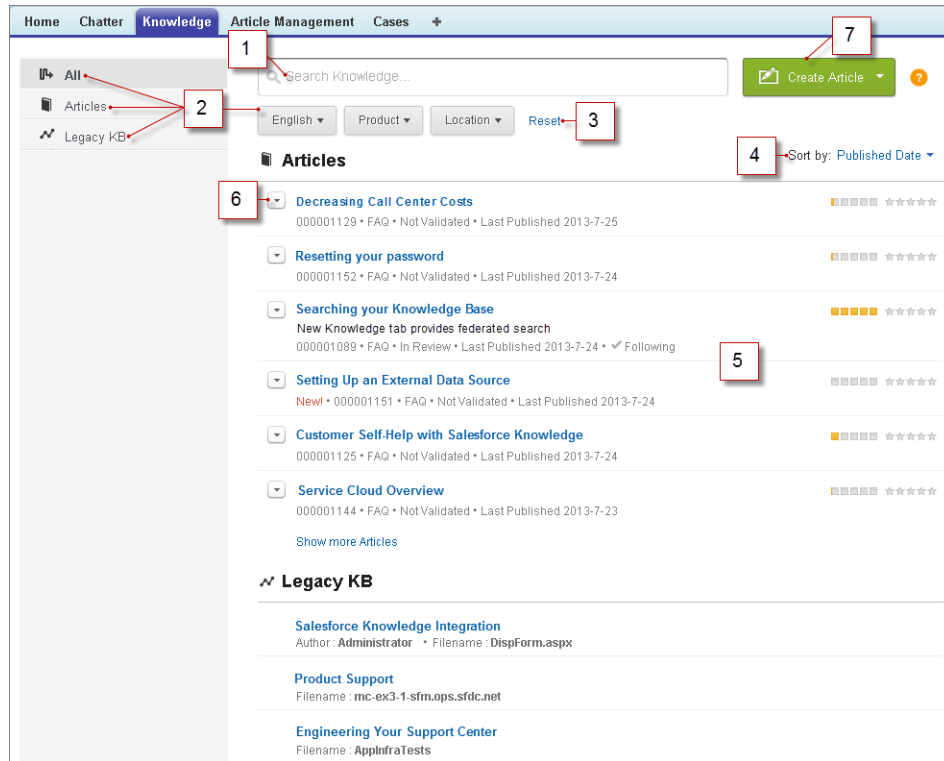 Home Chatter Knowledge Article Management Cases +
1
7
All
Search Knowledge...
Create Article
?
Articles
2
Legacy KB
English Product Location Reset
3
Articles
4
Sort by: Published Date
6
Decreasing Call Center Costs
000001129 • FAQ • Not Validated • Last Published 2013-7-25
Resetting your password
000001152 • FAQ • Not Validated • Last Published 2013-7-24
Searching your Knowledge Base
New Knowledge tab provides federated search
000001089 • FAQ • In Review • Last Published 2013-7-24 • ✔ Following
5
Setting Up an External Data Source
New! • 000001151 • FAQ • Not Validated • Last Published 2013-7-24
Customer Self-Help with Salesforce Knowledge
000001125 • FAQ • Not Validated • Last Published 2013-7-24
Service Cloud Overview
000001144 • FAQ • Not Validated • Last Published 2013-7-23
Show more Articles
Legacy KB
Salesforce Knowledge Integration
Author : Administrator • Filename : DispForm.aspx
Product Support
Filename : mc-ex3-1-sfm.ops.sfdc.net
Engineering Your Support Center
Filename : AppInfraTests